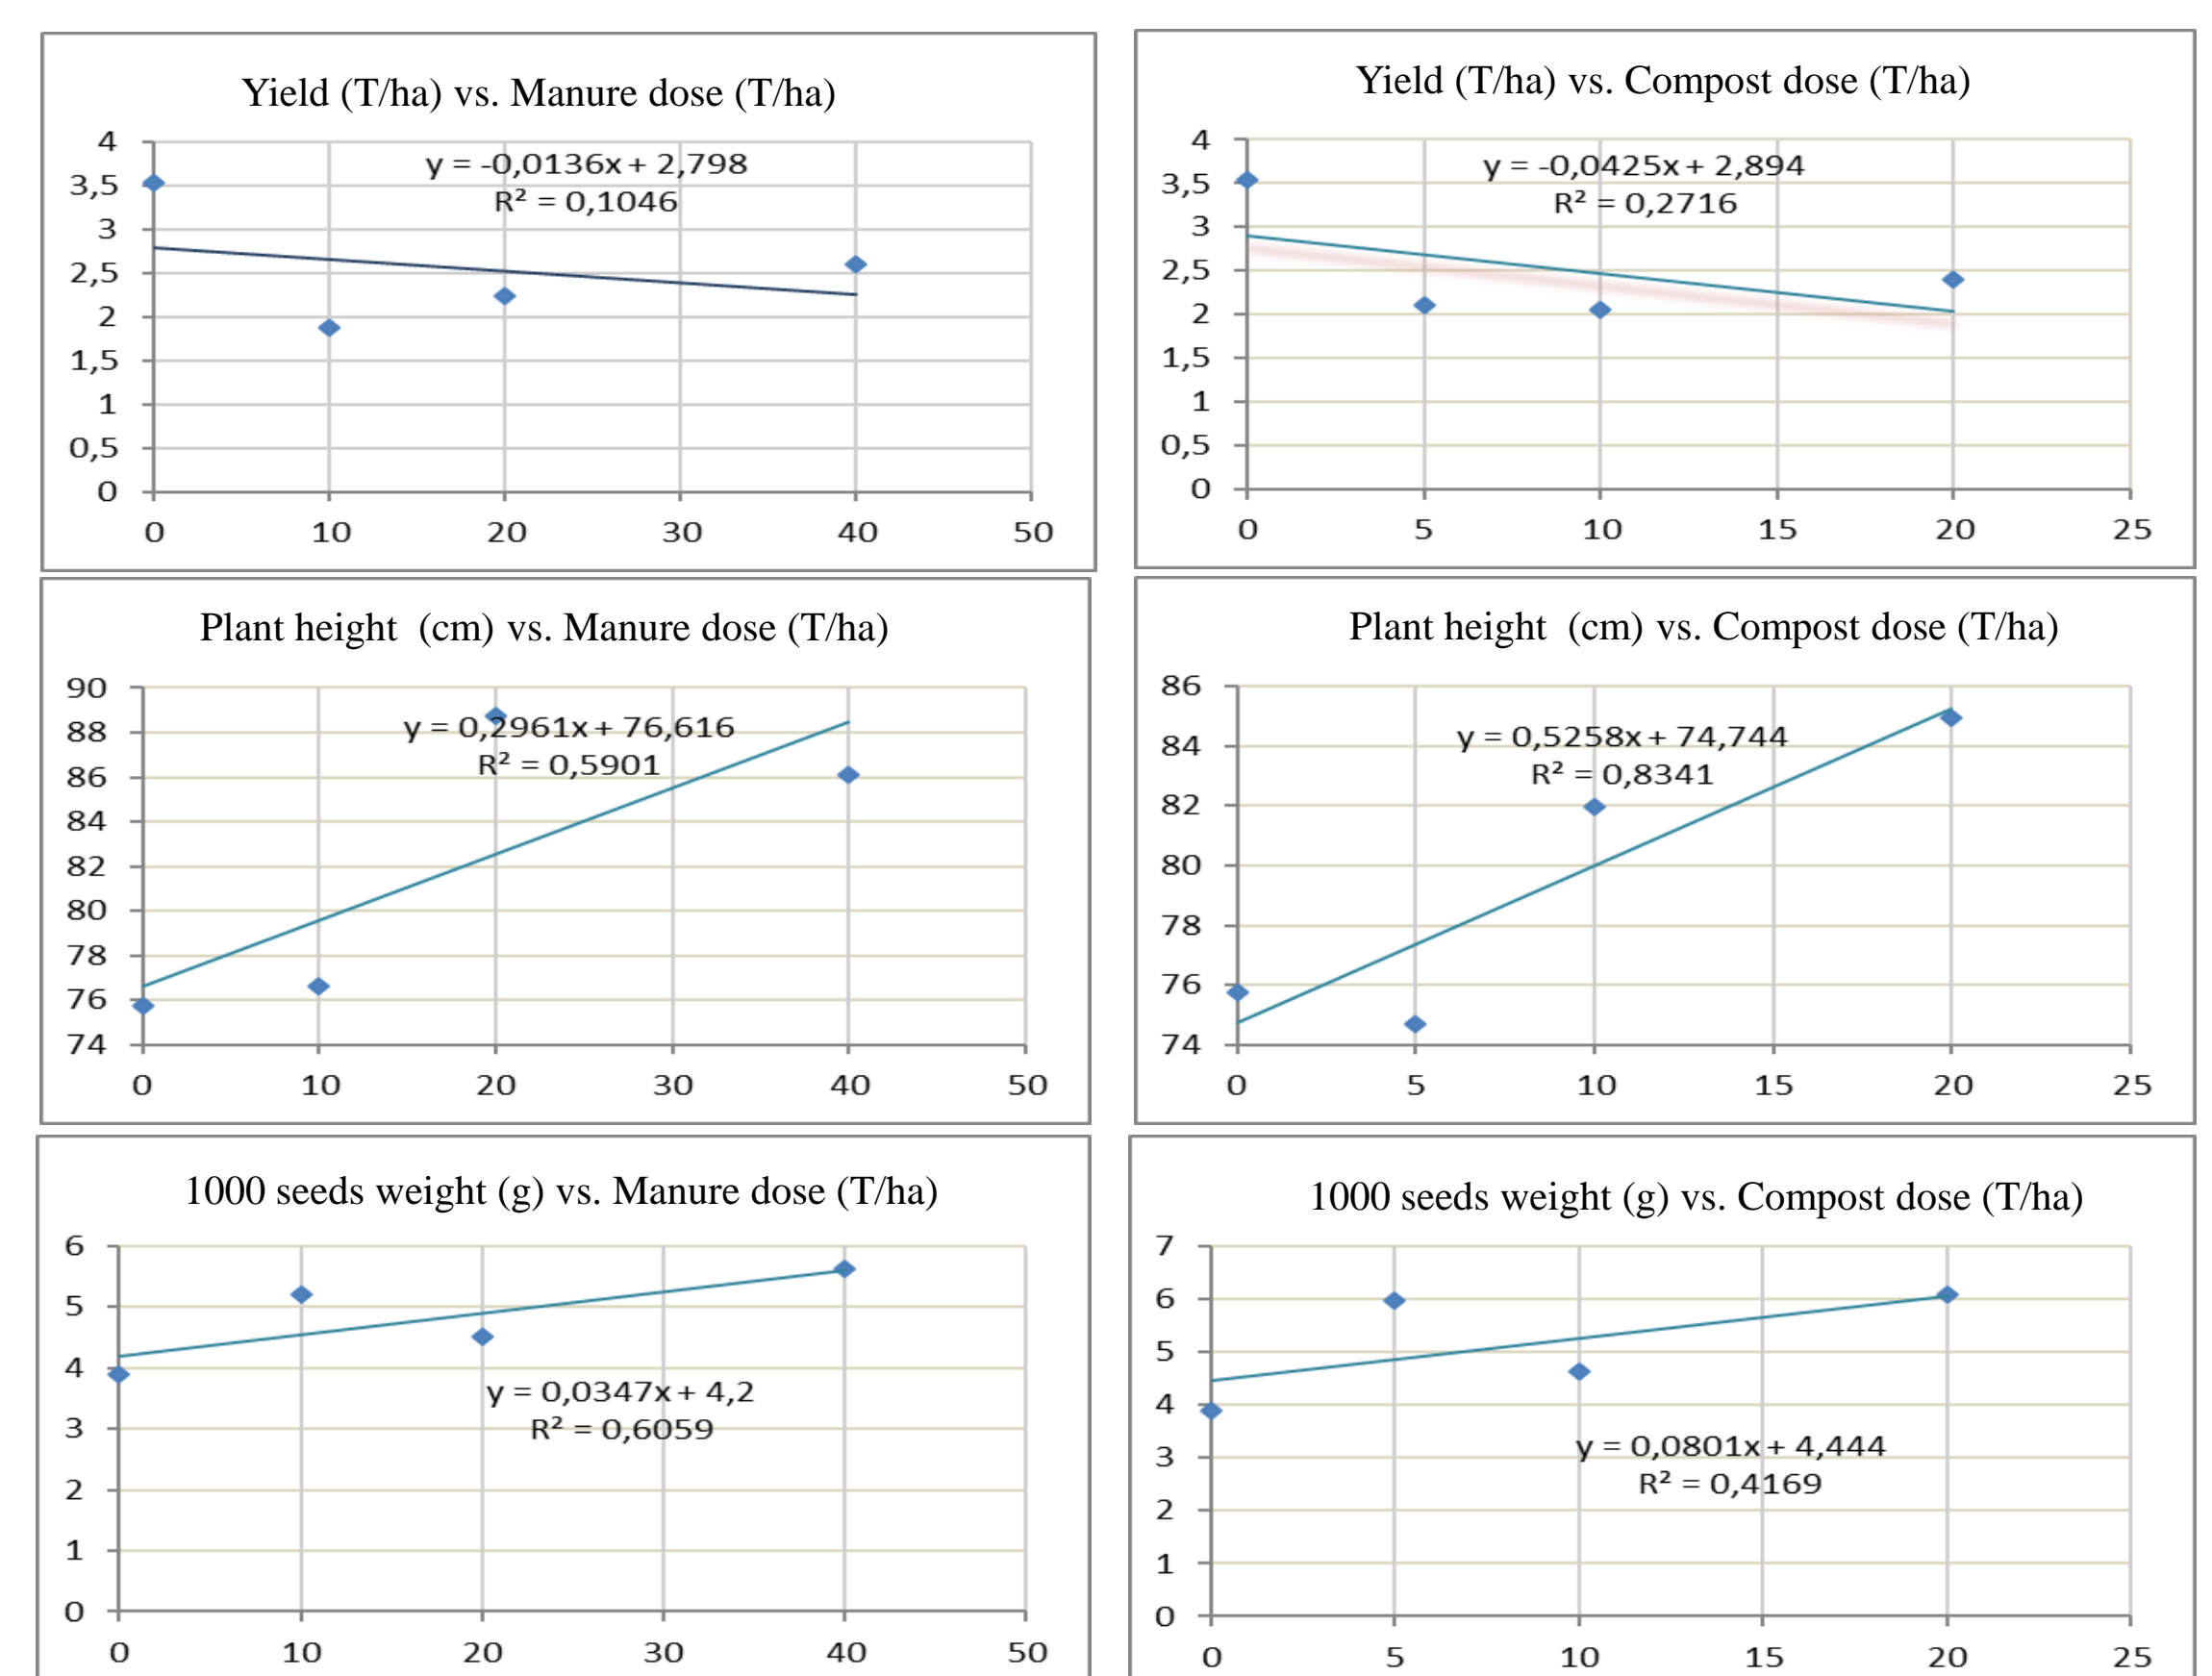 Yield (T/ha) vs. Manure dose (T/ha)
4
3,5
3
2,5
2
1,5
1
0,5
0
y = -0,0136x + 2,798
R² = 0,1046
0 10 20 30 40 50
Yield (T/ha) vs. Compost dose (T/ha)
4
3,5
3
2,5
2
1,5
1
0,5
0
y = -0,0425x + 2,894
R² = 0,2716
0 5 10 15 20 25
Plant height (cm) vs. Manure dose (T/ha)
90
88
86
84
82
80
78
76
74
y = 0,2961x + 76,616
R² = 0,5901
0 10 20 30 40 50
Plant height (cm) vs. Compost dose (T/ha)
86
84
82
80
78
76
74
y = 0,5258x + 74,744
R² = 0,8341
0 5 10 15 20 25
1000 seeds weight (g) vs. Manure dose (T/ha)
6
5
4
3
2
1
0
y = 0,0347x + 4,2
R² = 0,6059
0 10 20 30 40 50
1000 seeds weight (g) vs. Compost dose (T/ha)
7
6
5
4
3
2
1
0
y = 0,0801x + 4,444
R² = 0,4169
0 5 10 15 20 25